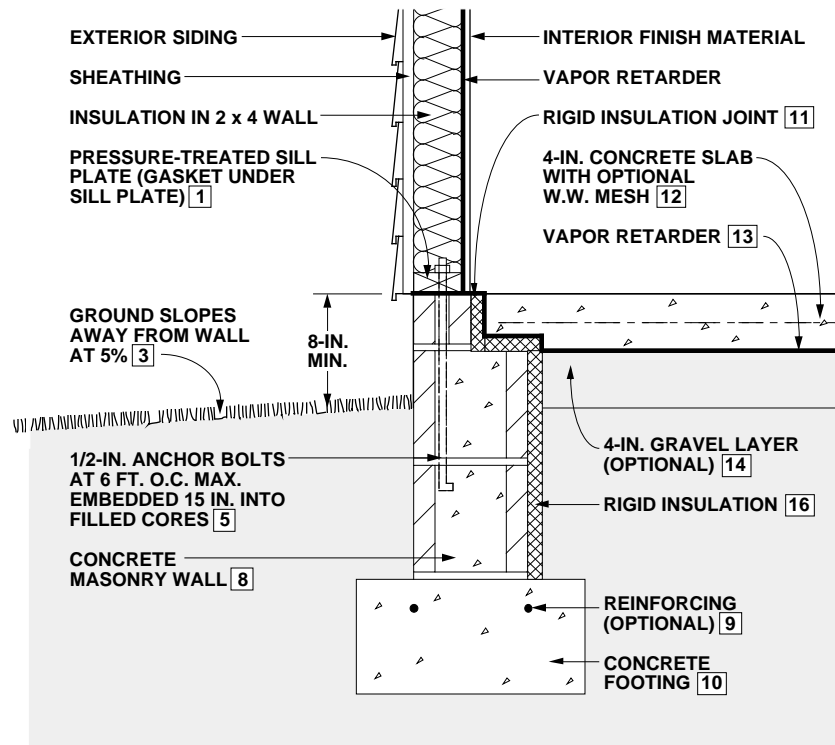 EXTERIOR SIDING
SHEATHING
INSULATION IN 2 x 4 WALL
PRESSURE-TREATED SILL
PLATE (GASKET UNDER
SILL PLATE) 1
GROUND SLOPES
AWAY FROM WALL
AT 5% 3
8-IN.
MIN.
1/2-IN. ANCHOR BOLTS
AT 6 FT. O.C. MAX.
EMBEDDED 15 IN. INTO
FILLED CORES 5
CONCRETE
MASONRY WALL 8
INTERIOR FINISH MATERIAL
VAPOR RETARDER
RIGID INSULATION JOINT 11
4-IN. CONCRETE SLAB
WITH OPTIONAL
W.W. MESH 12
VAPOR RETARDER 13
4-IN. GRAVEL LAYER
(OPTIONAL) 14
RIGID INSULATION 16
REINFORCING
(OPTIONAL) 9
CONCRETE
FOOTING 10